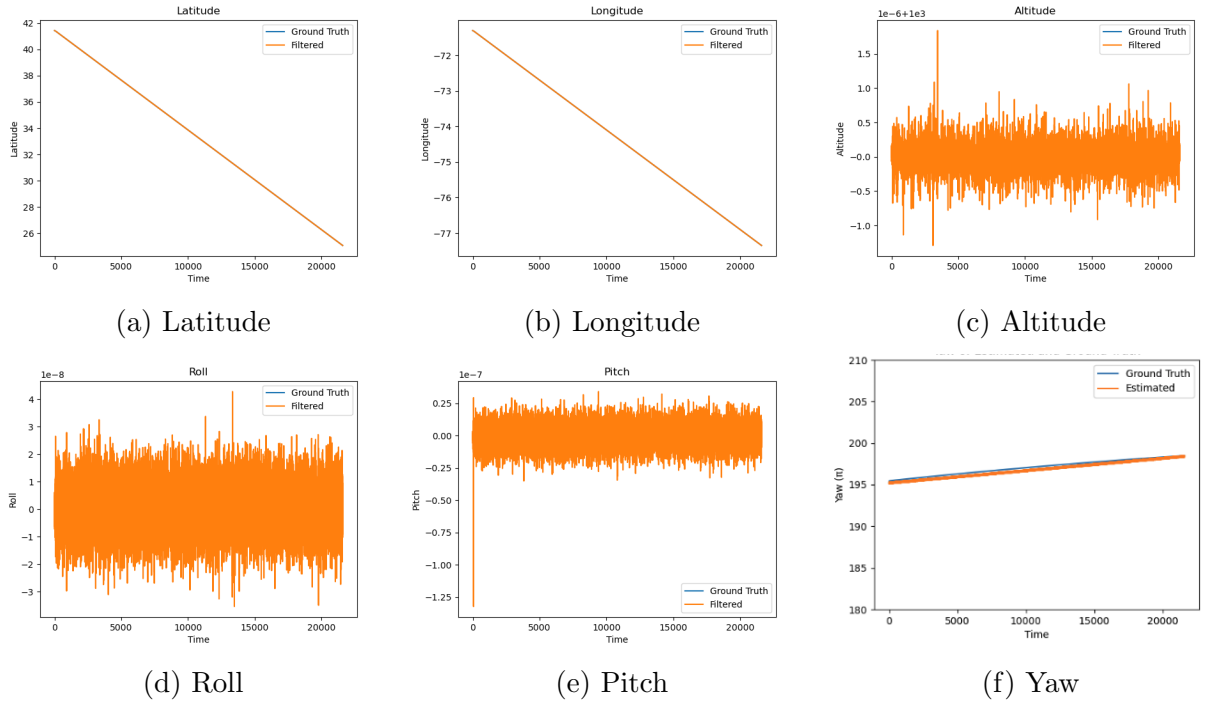 Latitude
42
40
38
36
34
32
30
28
26
Latitude
Ground Truth
Filtered
0 5000 10000 15000 20000
Time
(a) Latitude
Longitude
−72
−73
−74
−75
−76
−77
Longitude
Ground Truth
Filtered
0 5000 10000 15000 20000
Time
(b) Longitude
1e−6+1e3
Altitude
1.5
1.0
0.5
−0.0
−0.5
−1.0
Altitude
Ground Truth
Filtered
0 5000 10000 15000 20000
Time
(c) Altitude
1e−8
Roll
4
3
2
1
0
−1
−2
−3
Roll
Ground Truth
Filtered
0 5000 10000 15000 20000
Time
(d) Roll
1e−7
Pitch
0.25
0.00
−0.25
−0.50
−0.75
−1.00
−1.25
Pitch
Ground Truth
Filtered
0 5000 10000 15000 20000
Time
(e) Pitch
210
205
200
195
190
185
180
Yaw (π)
Ground Truth
Estimated
0 5000 10000 15000 20000
Time
(f) Yaw